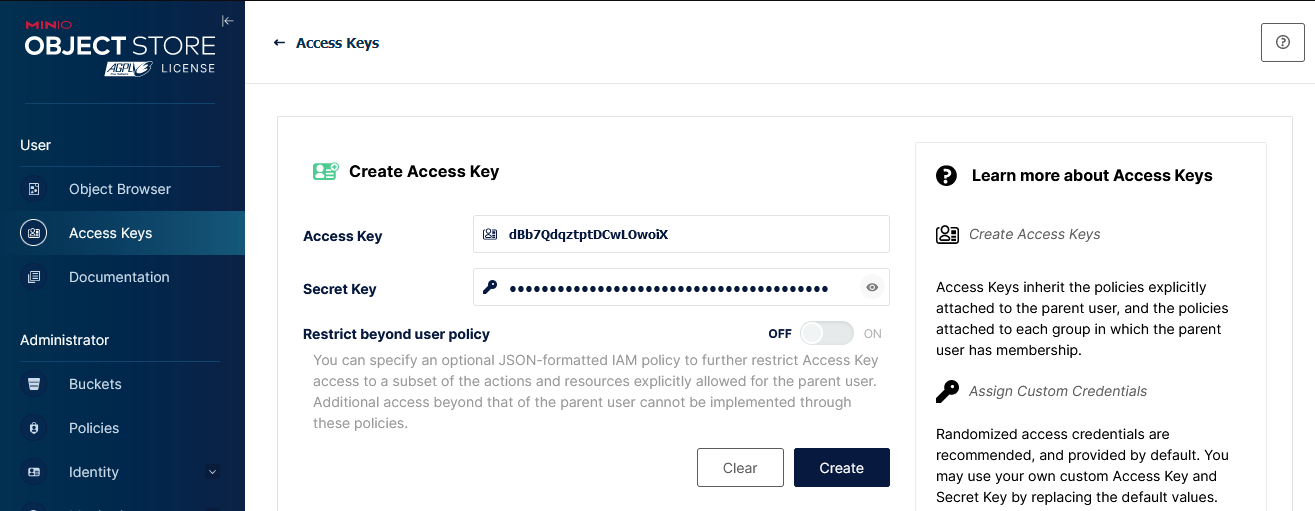 MINIO
OBJECT STORE
AGPLv3 LICENSE
User
Object Browser
Access Keys
Documentation
Administrator
Buckets
Policies
Identity
← Access Keys
Create Access Key
Access Key
dBb7QdqztptDCwLOwoiX
Secret Key
••••••••••••••••••••••••••••••••••••••••
Restrict beyond user policy
OFF ON
You can specify an optional JSON-formatted IAM policy to further restrict Access Key
access to a subset of the actions and resources explicitly allowed for the parent user.
Additional access beyond that of the parent user cannot be implemented through
these policies.
Clear
Create
Learn more about Access Keys
Create Access Keys
Access Keys inherit the policies explicitly
attached to the parent user, and the policies
attached to each group in which the parent
user has membership.
Assign Custom Credentials
Randomized access credentials are
recommended, and provided by default. You
may use your own custom Access Key and
Secret Key by replacing the default values.